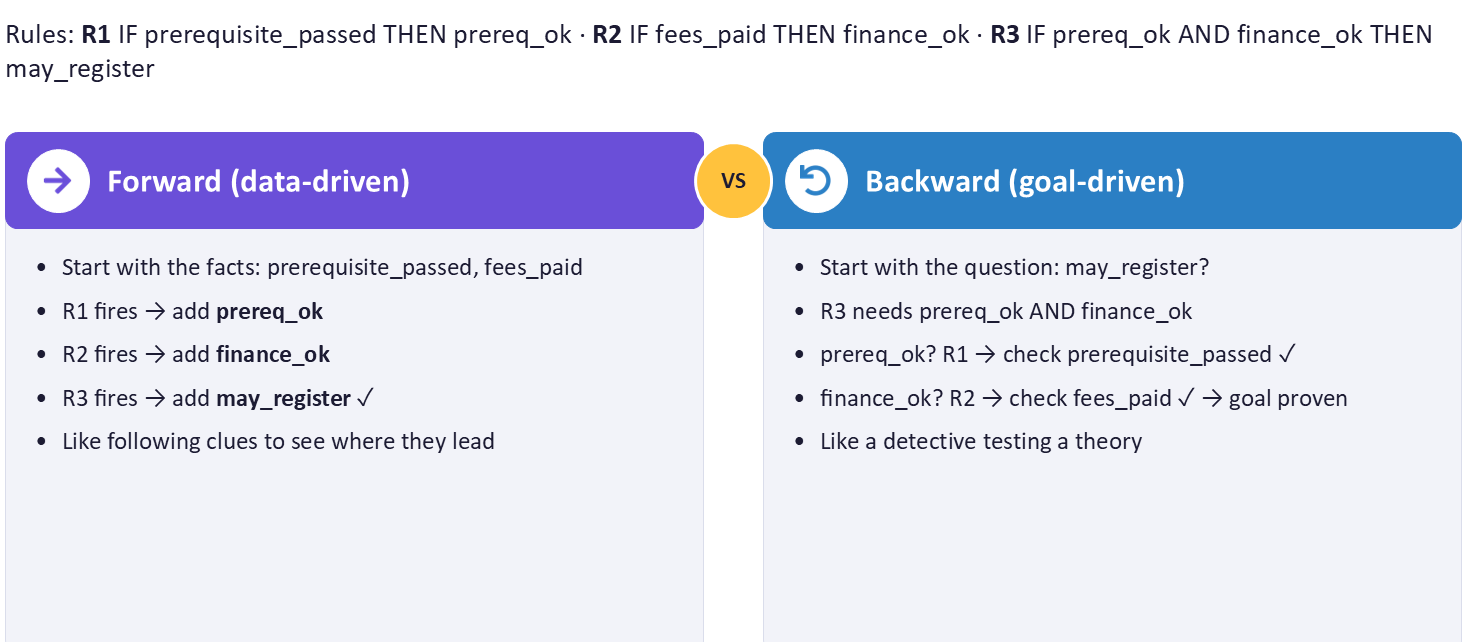 Rules: R1 IF prerequisite_passed THEN prereq_ok · R2 IF fees_paid THEN finance_ok · R3 IF prereq_ok AND finance_ok THEN
may_register
Forward (data-driven)
• Start with the facts: prerequisite_passed, fees_paid
• R1 fires → add prereq_ok
• R2 fires → add finance_ok
• R3 fires → add may_register ✓
• Like following clues to see where they lead
VS
Backward (goal-driven)
• Start with the question: may_register?
• R3 needs prereq_ok AND finance_ok
• prereq_ok? R1 → check prerequisite_passed ✓
• finance_ok? R2 → check fees_paid ✓ → goal proven
• Like a detective testing a theory